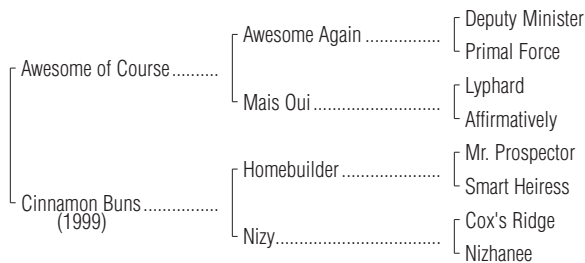 Deputy Minister
Awesome Again ................
Primal Force
Awesome of Course..........
Lyphard
Mais Oui ...........................
Affirmatively
Mr. Prospector
Homebuilder .....................
Smart Heiress
Cinnamon Buns................
(1999)
Cox's Ridge
Nizy...................................
Nizhanee